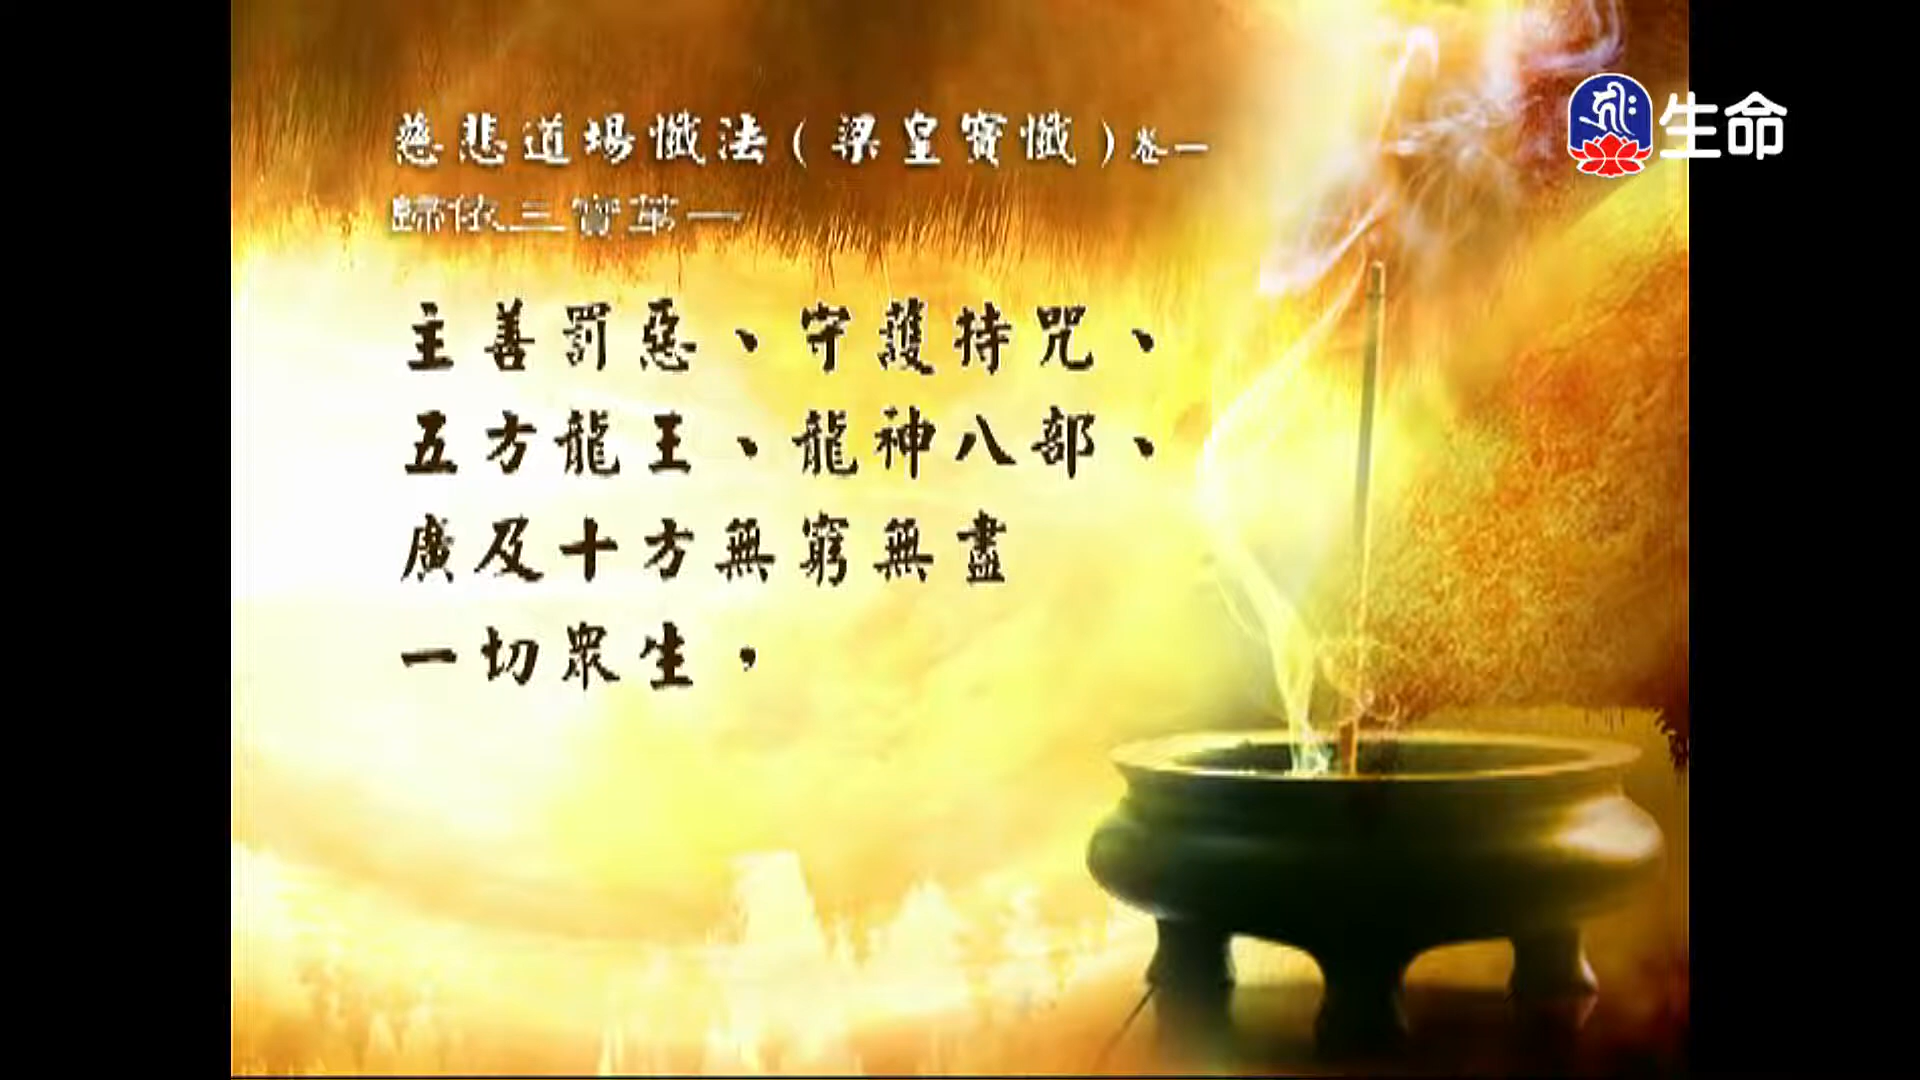 慈悲道場懺法(梁皇寶懺)卷一
歸依三寶第一
生命
主善罰惡、守護持咒、
五方龍王、龍神八部、
廣及十方無窮無盡
一切眾生，